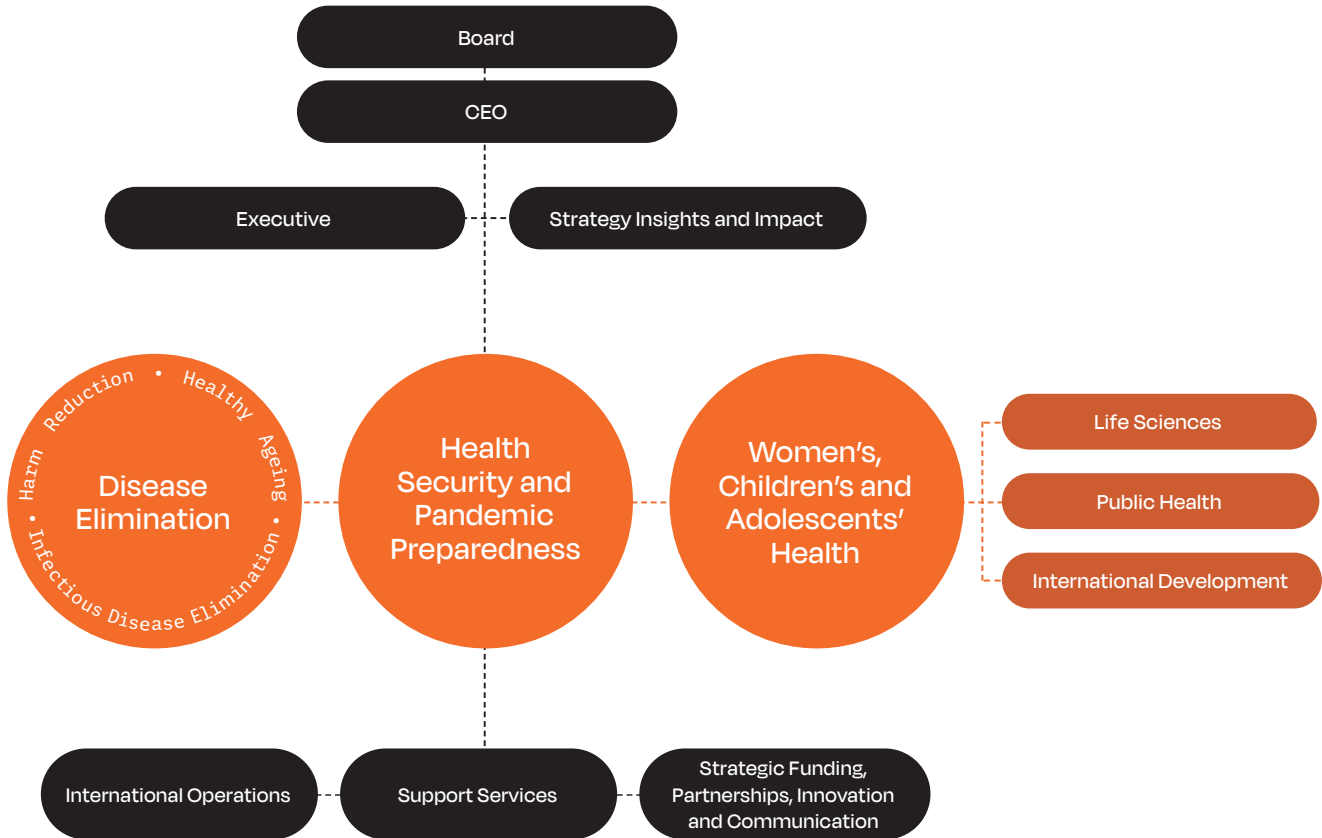 Board
CEO
Executive
Strategy Insights and Impact
Harm Reduction • Healthy Ageing • Infectious Disease Elimination •
Disease
Elimination
Health
Security and
Pandemic
Preparedness
Women’s,
Children’s and
Adolescents’
Health
Life Sciences
Public Health
International Development
International Operations
Support Services
Strategic Funding,
Partnerships, Innovation
and Communication